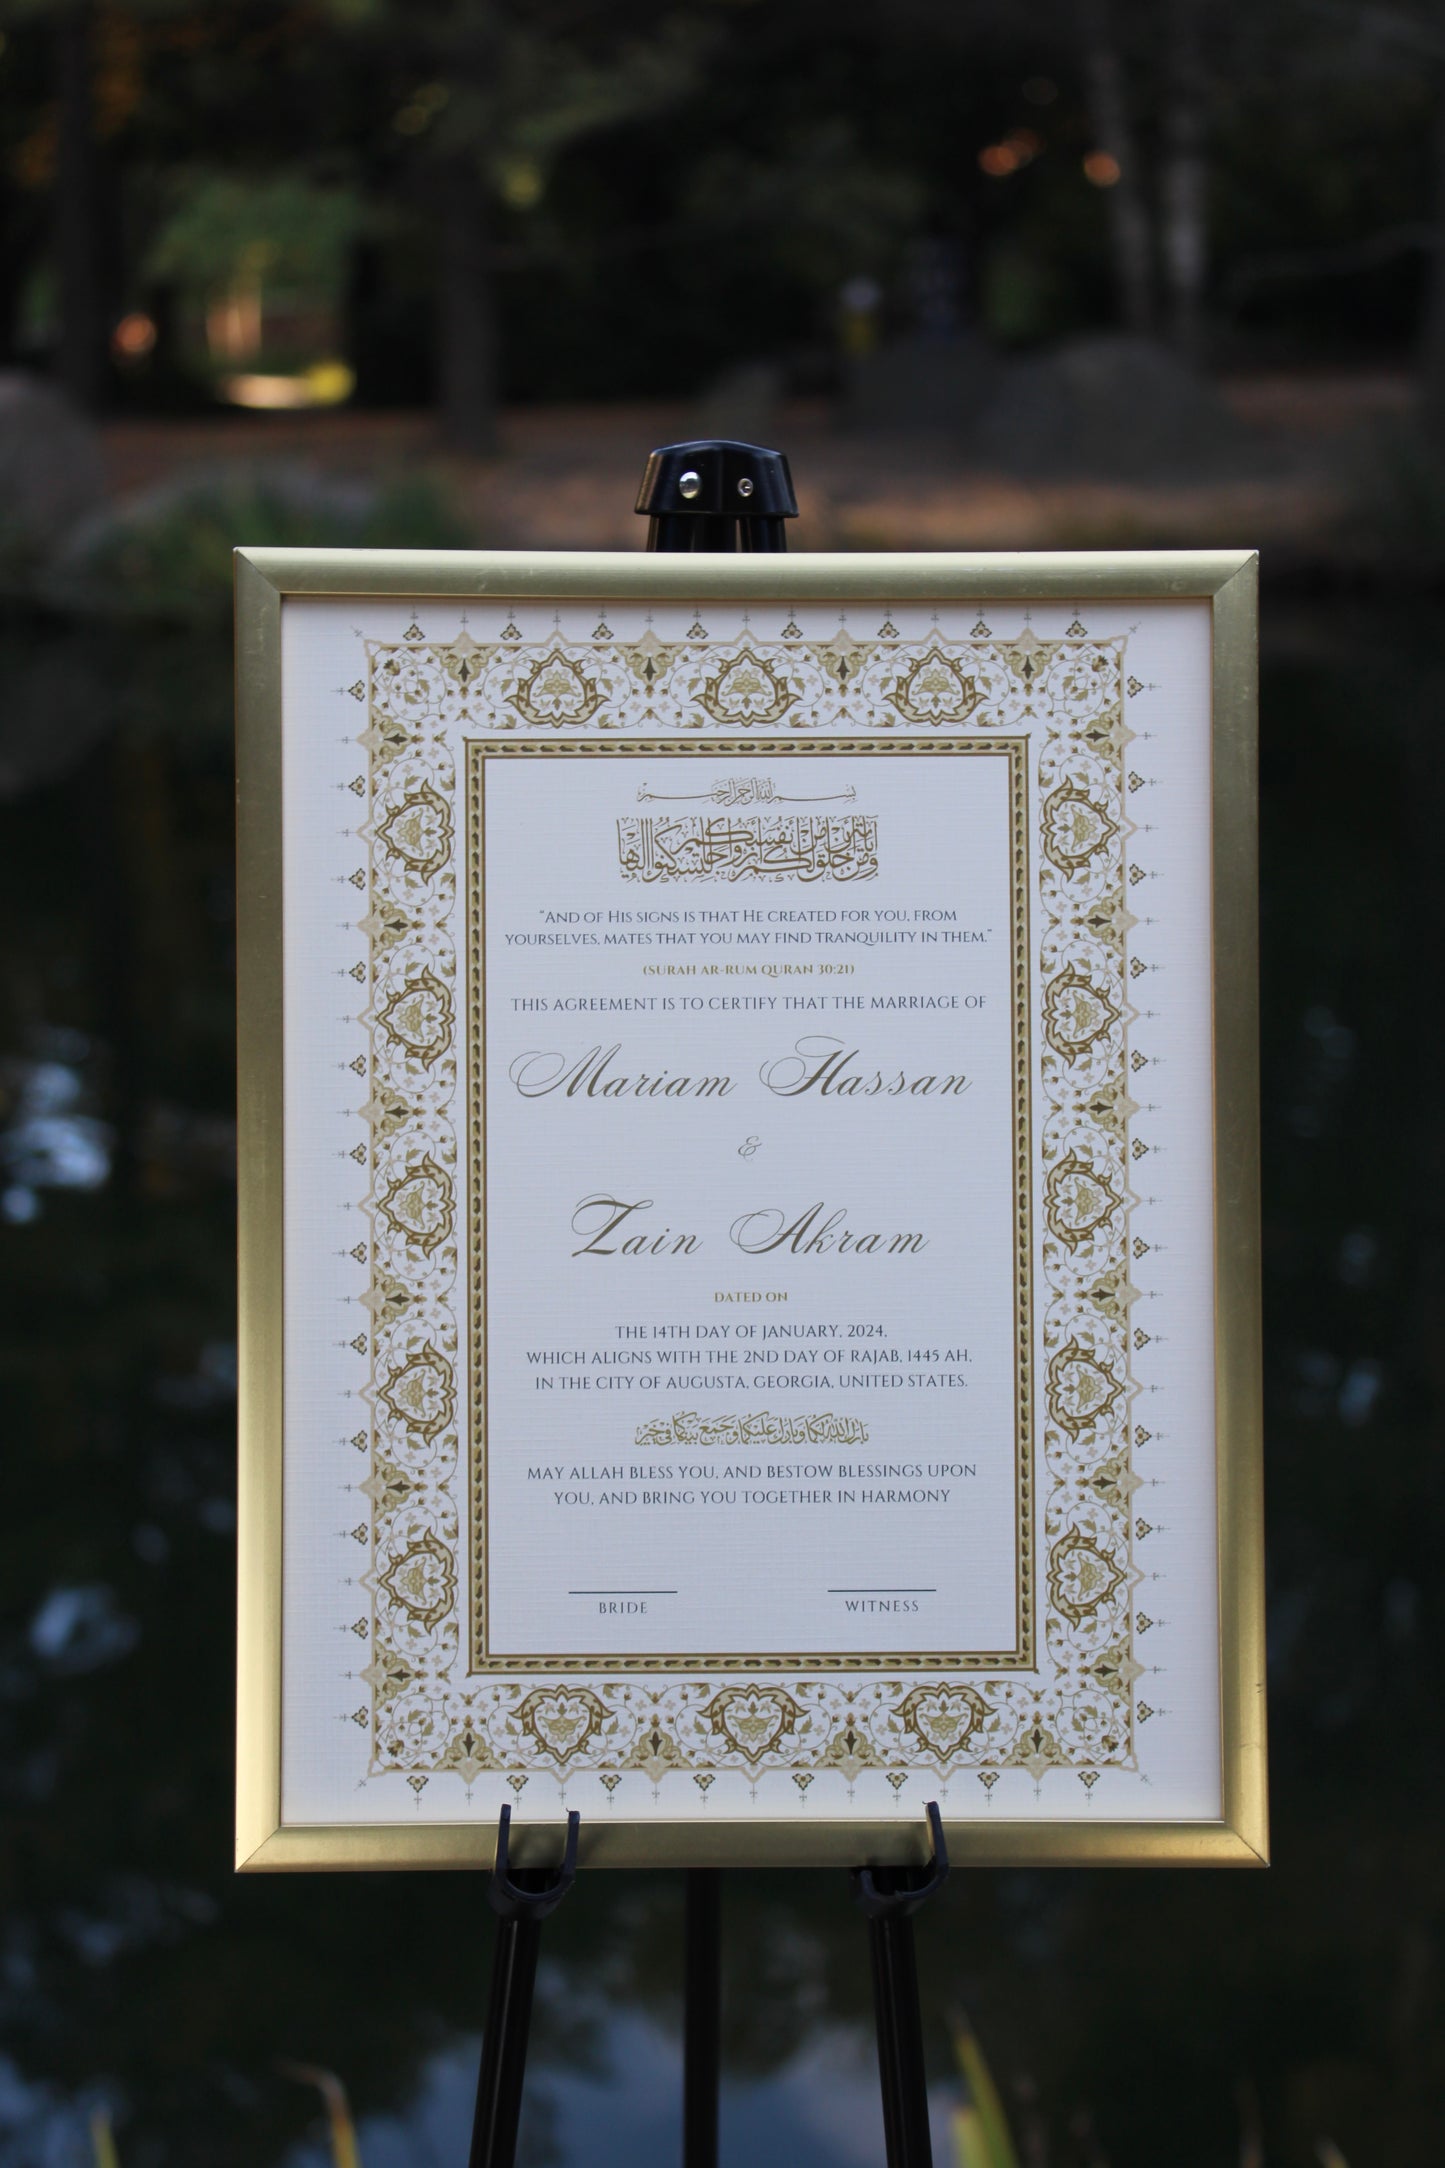 بسم الله الرحمن الرحيم
ومن آياته أن خلق لكم من أنفسكم أزواجا لتسكنوا إليها
“AND OF HIS SIGNS IS THAT HE CREATED FOR YOU, FROM
YOURSELVES, MATES THAT YOU MAY FIND TRANQUILITY IN THEM.”
(SURAH AR-RUM QURAN 30:21)
THIS AGREEMENT IS TO CERTIFY THAT THE MARRIAGE OF
Mariam Hassan
&
Zain Akram
DATED ON
THE 14TH DAY OF JANUARY, 2024,
WHICH ALIGNS WITH THE 2ND DAY OF RAJAB, 1445 AH,
IN THE CITY OF AUGUSTA, GEORGIA, UNITED STATES.
بارك الله لكما وبارك عليكما وجمع بينكما في خير
MAY ALLAH BLESS YOU, AND BESTOW BLESSINGS UPON
YOU, AND BRING YOU TOGETHER IN HARMONY
BRIDE WITNESS